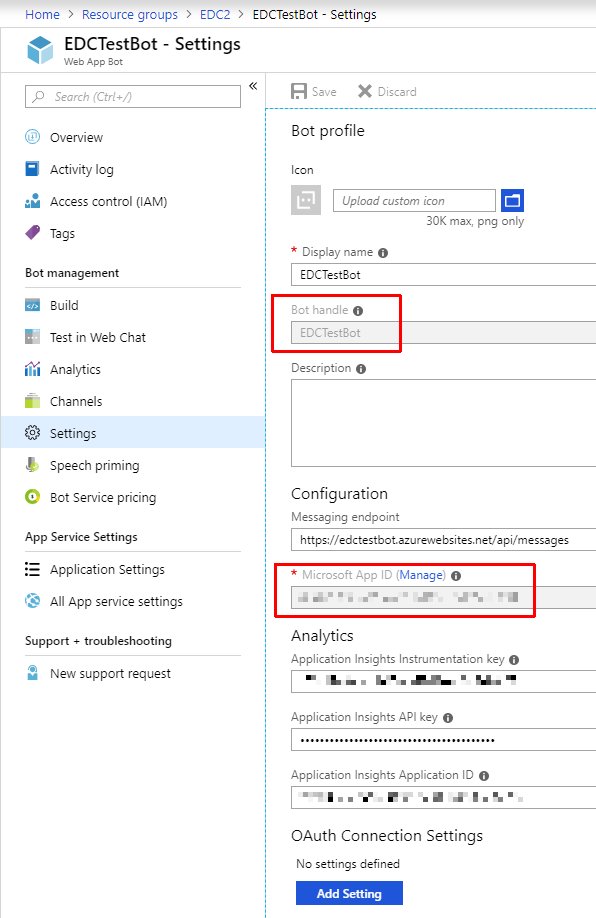 Home > Resource groups > EDC2 > EDCTestBot - Settings
EDCTestBot - Settings
Web App Bot
Search (Ctrl+/)
«
Overview
Activity log
Access control (IAM)
Tags
Bot management
Build
Test in Web Chat
Analytics
Channels
Settings
Speech priming
Bot Service pricing
App Service Settings
Application Settings
All App service settings
Support + troubleshooting
New support request
Save Discard
Bot profile
Icon
Upload custom icon
30K max, png only
* Display name
EDCTestBot
Bot handle
EDCTestBot
Description
Configuration
Messaging endpoint
https://edctestbot.azurewebsites.net/api/messages
* Microsoft App ID (Manage)
Analytics
Application Insights Instrumentation key
Application Insights API key
Application Insights Application ID
OAuth Connection Settings
No settings defined
Add Setting